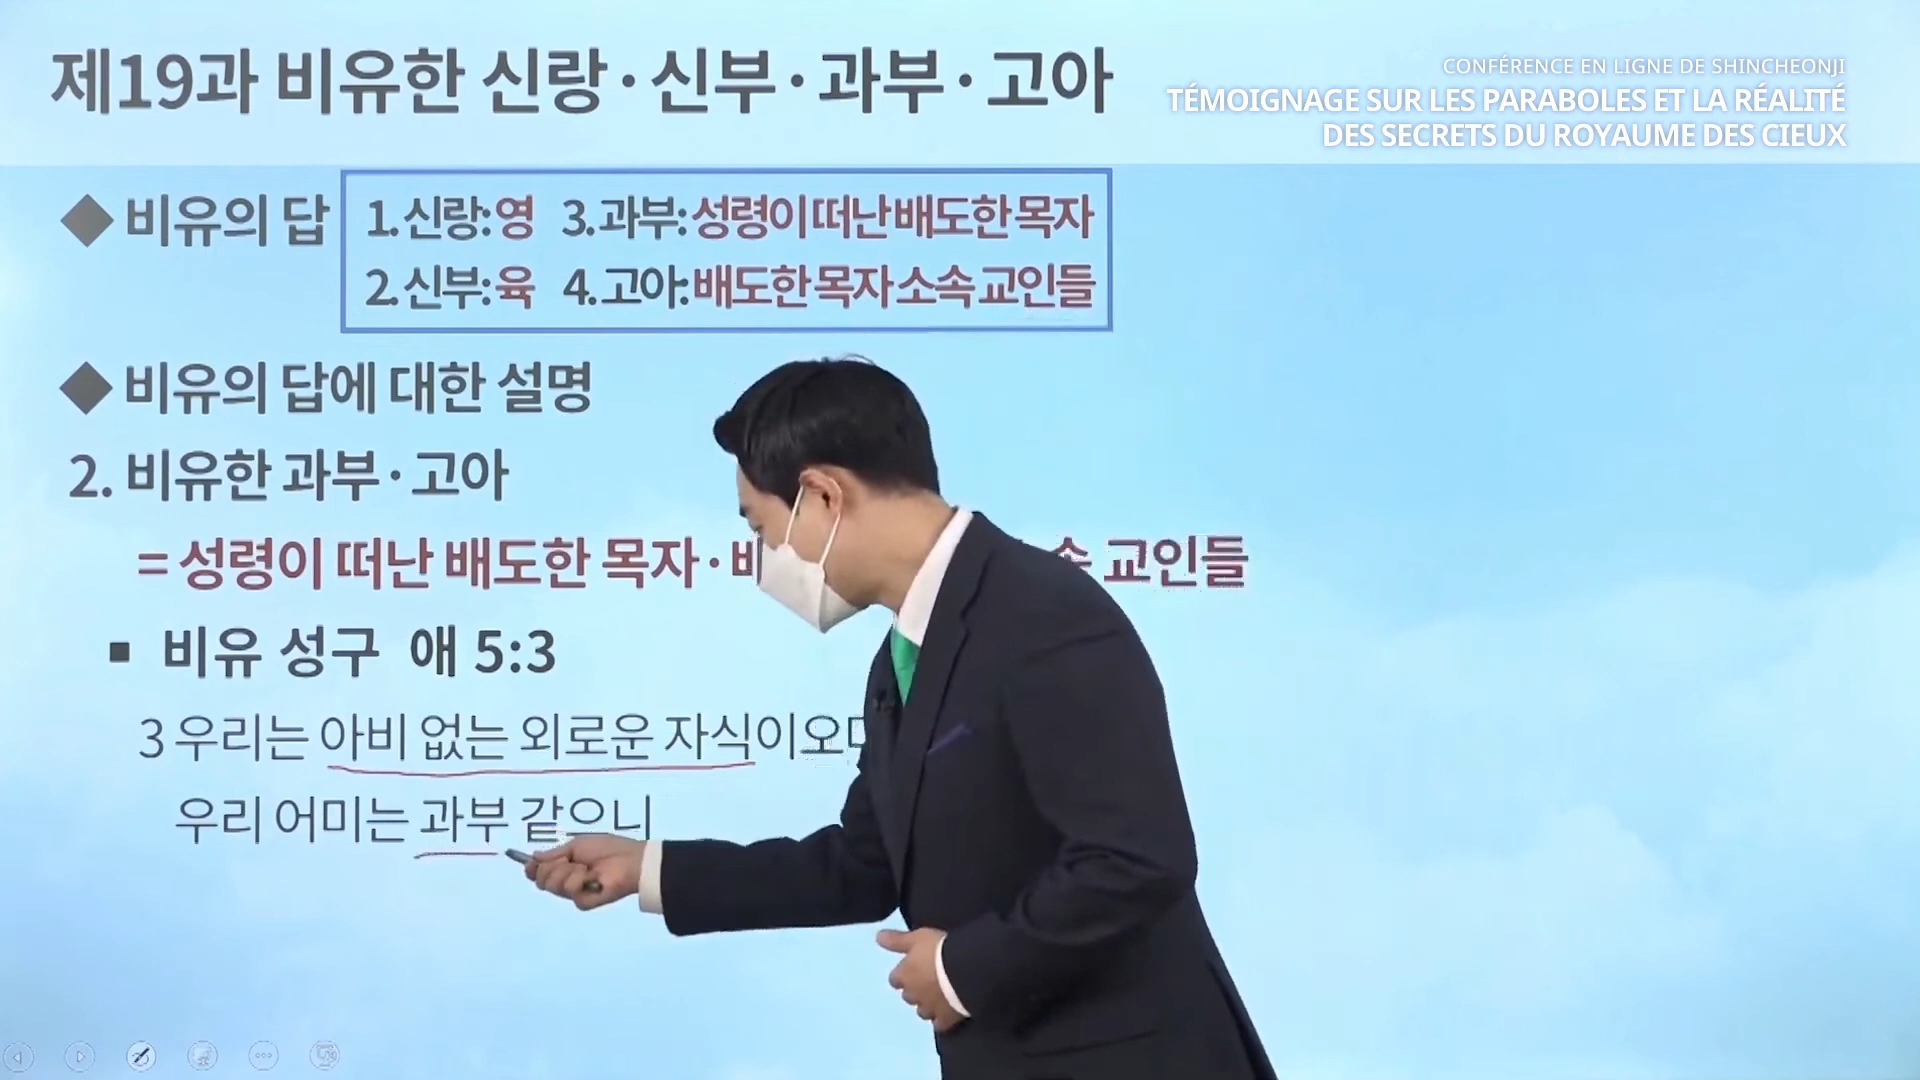 제19과 비유한 신랑·신부·과부·고아
CONFÉRENCE EN LIGNE DE SHINCHEONJI
TÉMOIGNAGE SUR LES PARABOLES ET LA RÉALITÉ
DES SECRETS DU ROYAUME DES CIEUX
◆ 비유의 답
1. 신랑: 영 3. 과부: 성령이 떠난 배도한 목자
2. 신부: 육 4. 고아: 배도한 목자 소속 교인들
◆ 비유의 답에 대한 설명
2. 비유한 과부·고아
= 성령이 떠난 배도한 목자· 교인들
▪ 비유 성구 애 5:3
3 우리는 아비 없는 외로운 자식이오며
우리 어미는 과부 같으니